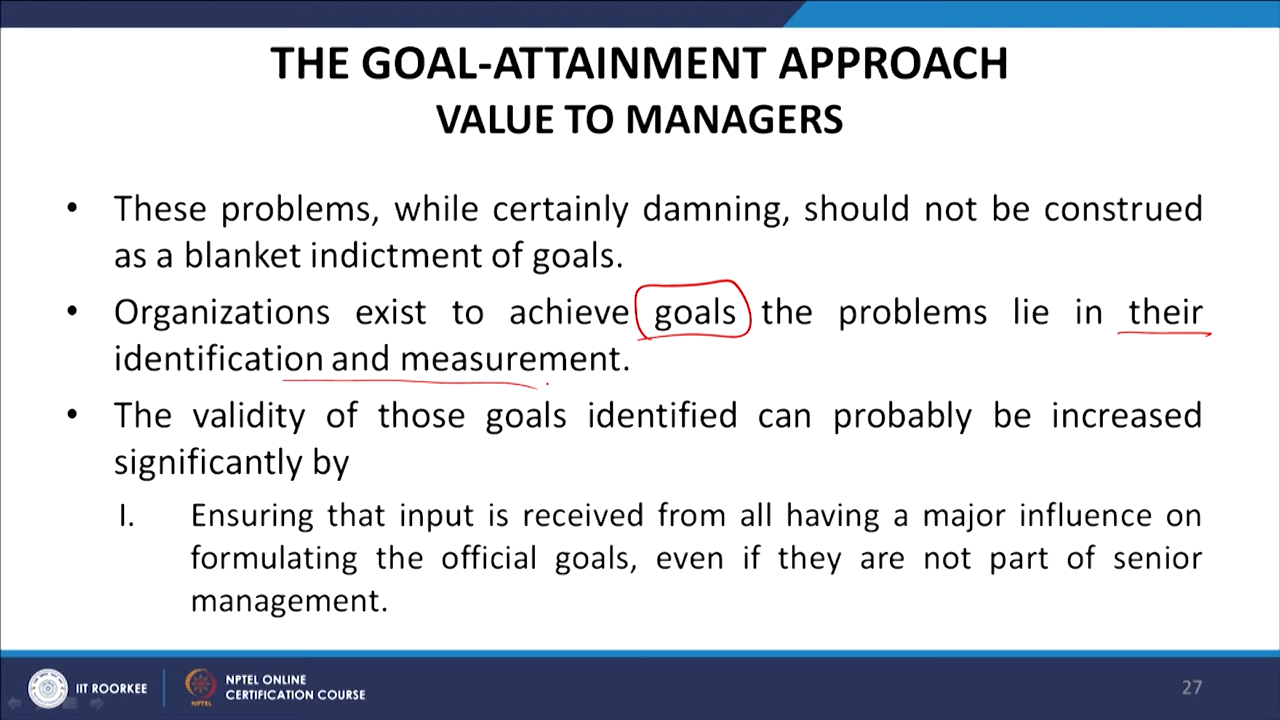 THE GOAL-ATTAINMENT APPROACH
VALUE TO MANAGERS
• These problems, while certainly damning, should not be construed
as a blanket indictment of goals.
• Organizations exist to achieve goals the problems lie in their
identification and measurement.
• The validity of those goals identified can probably be increased
significantly by
I. Ensuring that input is received from all having a major influence on
formulating the official goals, even if they are not part of senior
management.
IIT ROORKEE
NPTEL ONLINE
CERTIFICATION COURSE
NPTEL
27